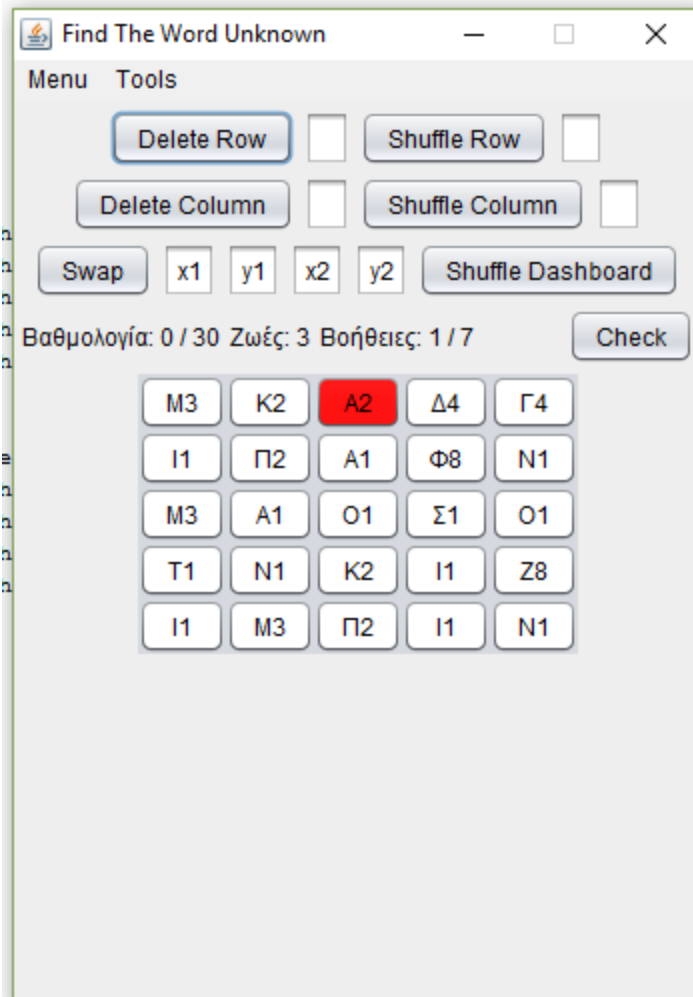 Find The Word Unknown
Menu Tools
Delete Row Shuffle Row
Delete Column Shuffle Column
Swap x1 y1 x2 y2 Shuffle Dashboard
Βαθμολογία: 0 / 30 Ζωές: 3 Βοήθειες: 1 / 7 Check
Μ3 Κ2 Α2 Δ4 Γ4
Ι1 Π2 Α1 Φ8 Ν1
Μ3 Α1 Ο1 Σ1 Ο1
Τ1 Ν1 Κ2 Ι1 Ζ8
Ι1 Μ3 Π2 Ι1 Ν1